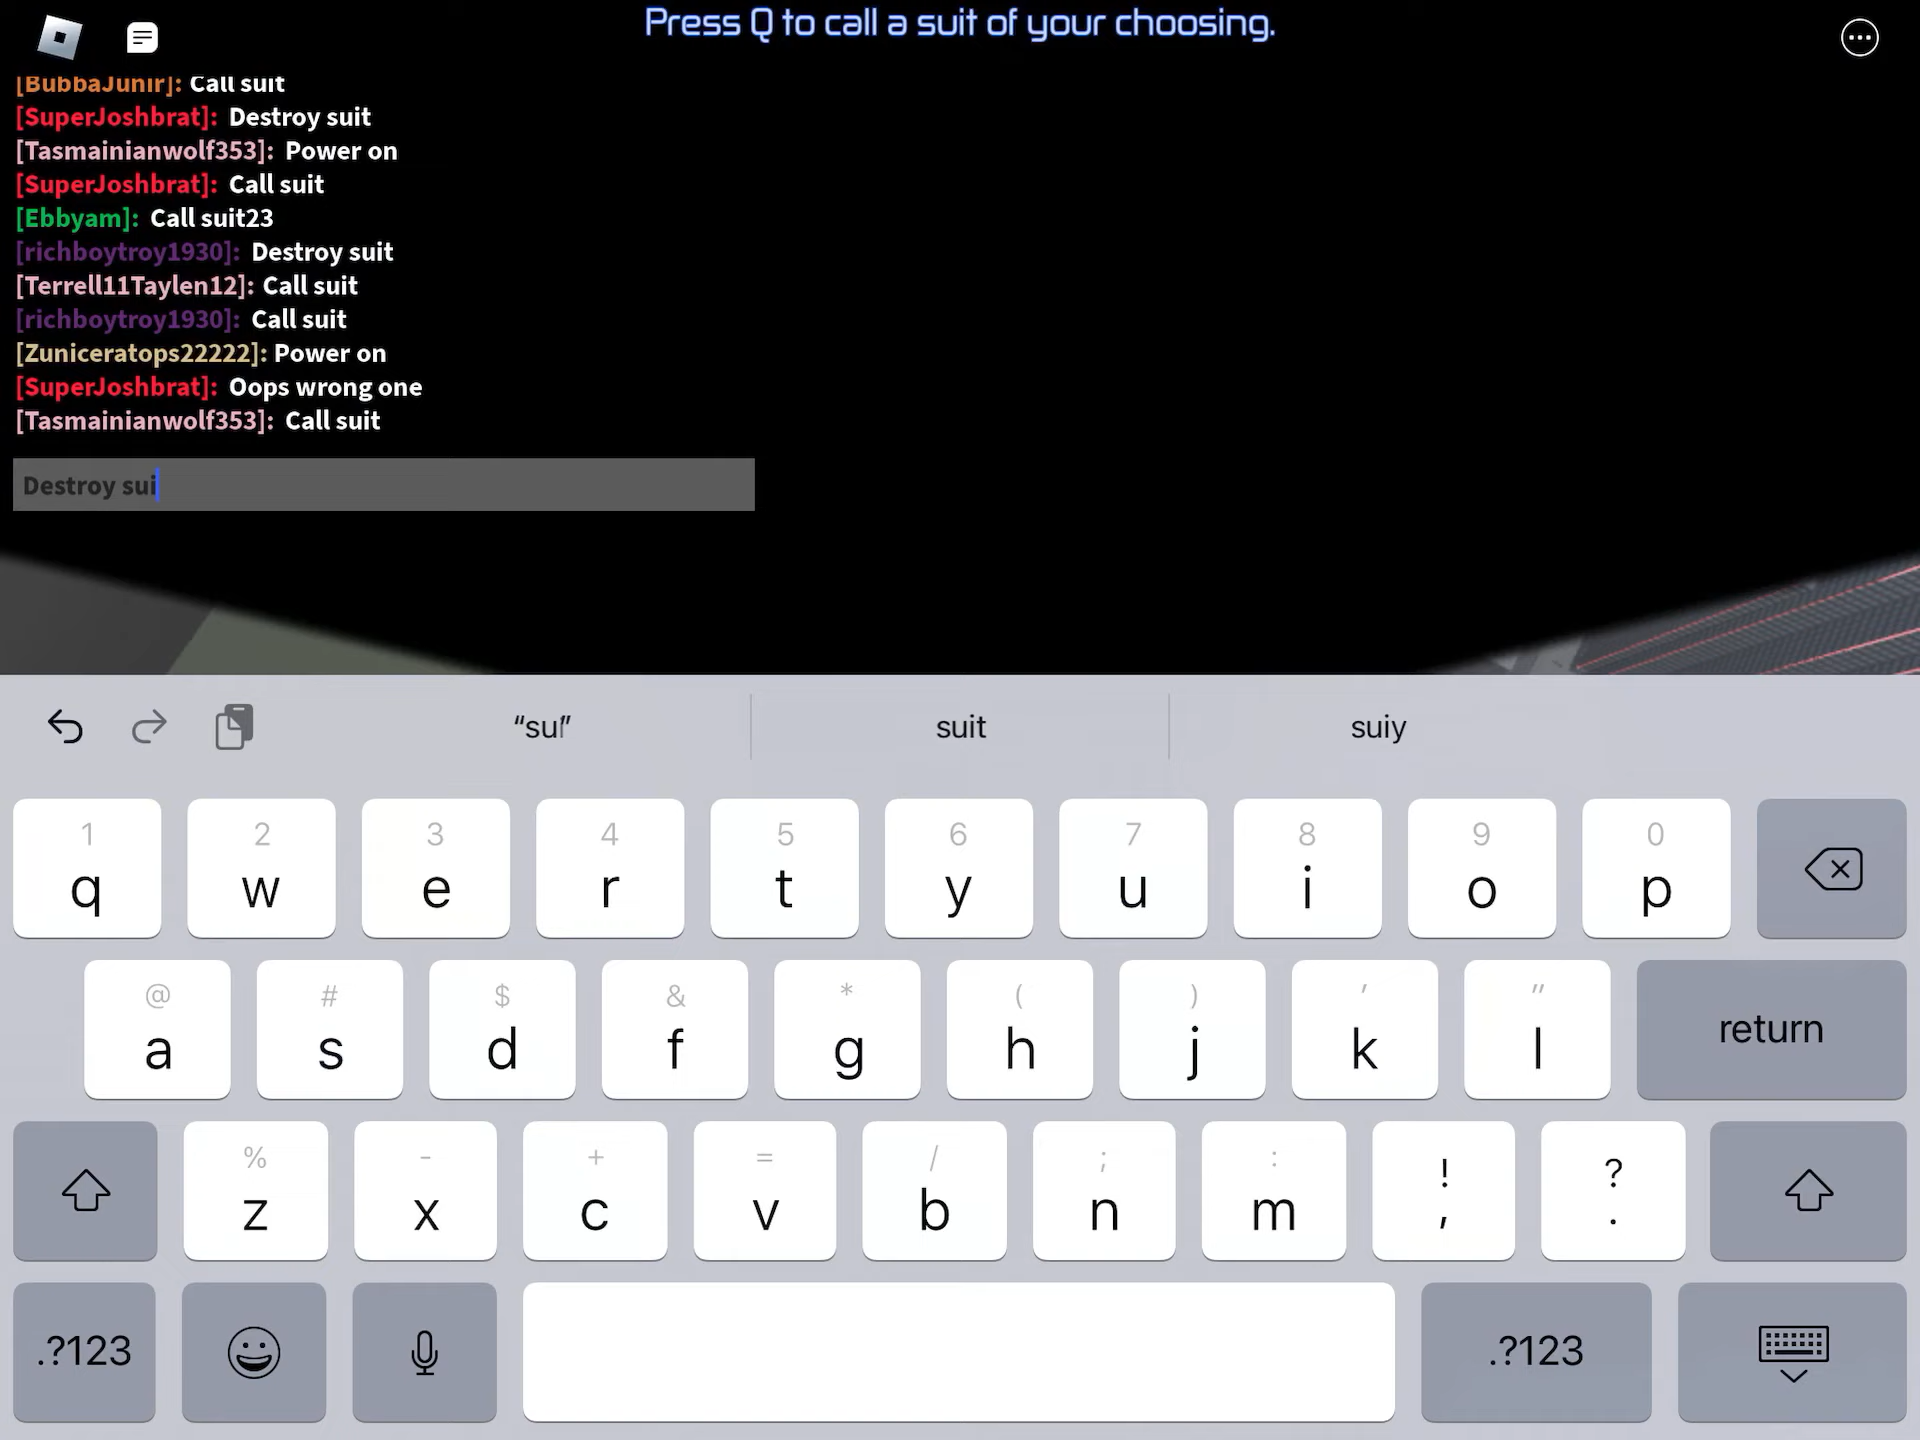 Press Q to call a suit of your choosing.
[BubbaJunir]: Call suit
[SuperJoshbrat]: Destroy suit
[Tasmainianwolf353]: Power on
[SuperJoshbrat]: Call suit
[Ebbyam]: Call suit23
[richboytroy1930]: Destroy suit
[Terrell11Taylen12]: Call suit
[richboytroy1930]: Call suit
[Zuniceratops22222]: Power on
[SuperJoshbrat]: Oops wrong one
[Tasmainianwolf353]: Call suit
Destroy sui
“sui” suit suiy
1 2 3 4 5 6 7 8 9 0
q w e r t y u i o p
@ # $ & * ( ) ' "
a s d f g h j k l return
% - + = / ; : ! ?
z x c v b n m , .
.?123 .?123